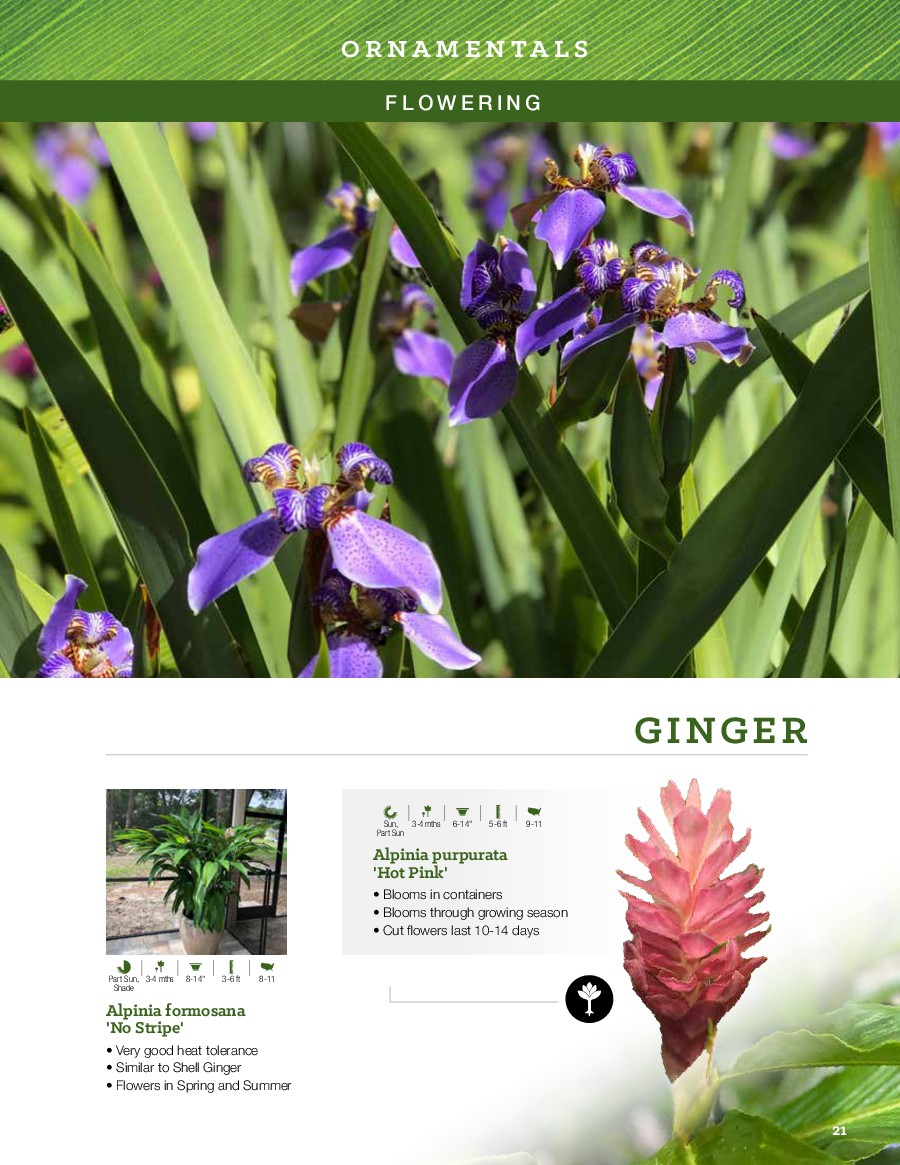 ORNAMENTALS
FLOWERING
GINGER
Part Sun,
Shade
3-4 mths
8-14"
3-6 ft
8-11
Alpinia formosana
'No Stripe'
• Very good heat tolerance
• Similar to Shell Ginger
• Flowers in Spring and Summer
Sun,
Part Sun
3-4 mths
6-14"
5-6 ft
9-11
Alpinia purpurata
'Hot Pink'
• Blooms in containers
• Blooms through growing season
• Cut flowers last 10-14 days
21